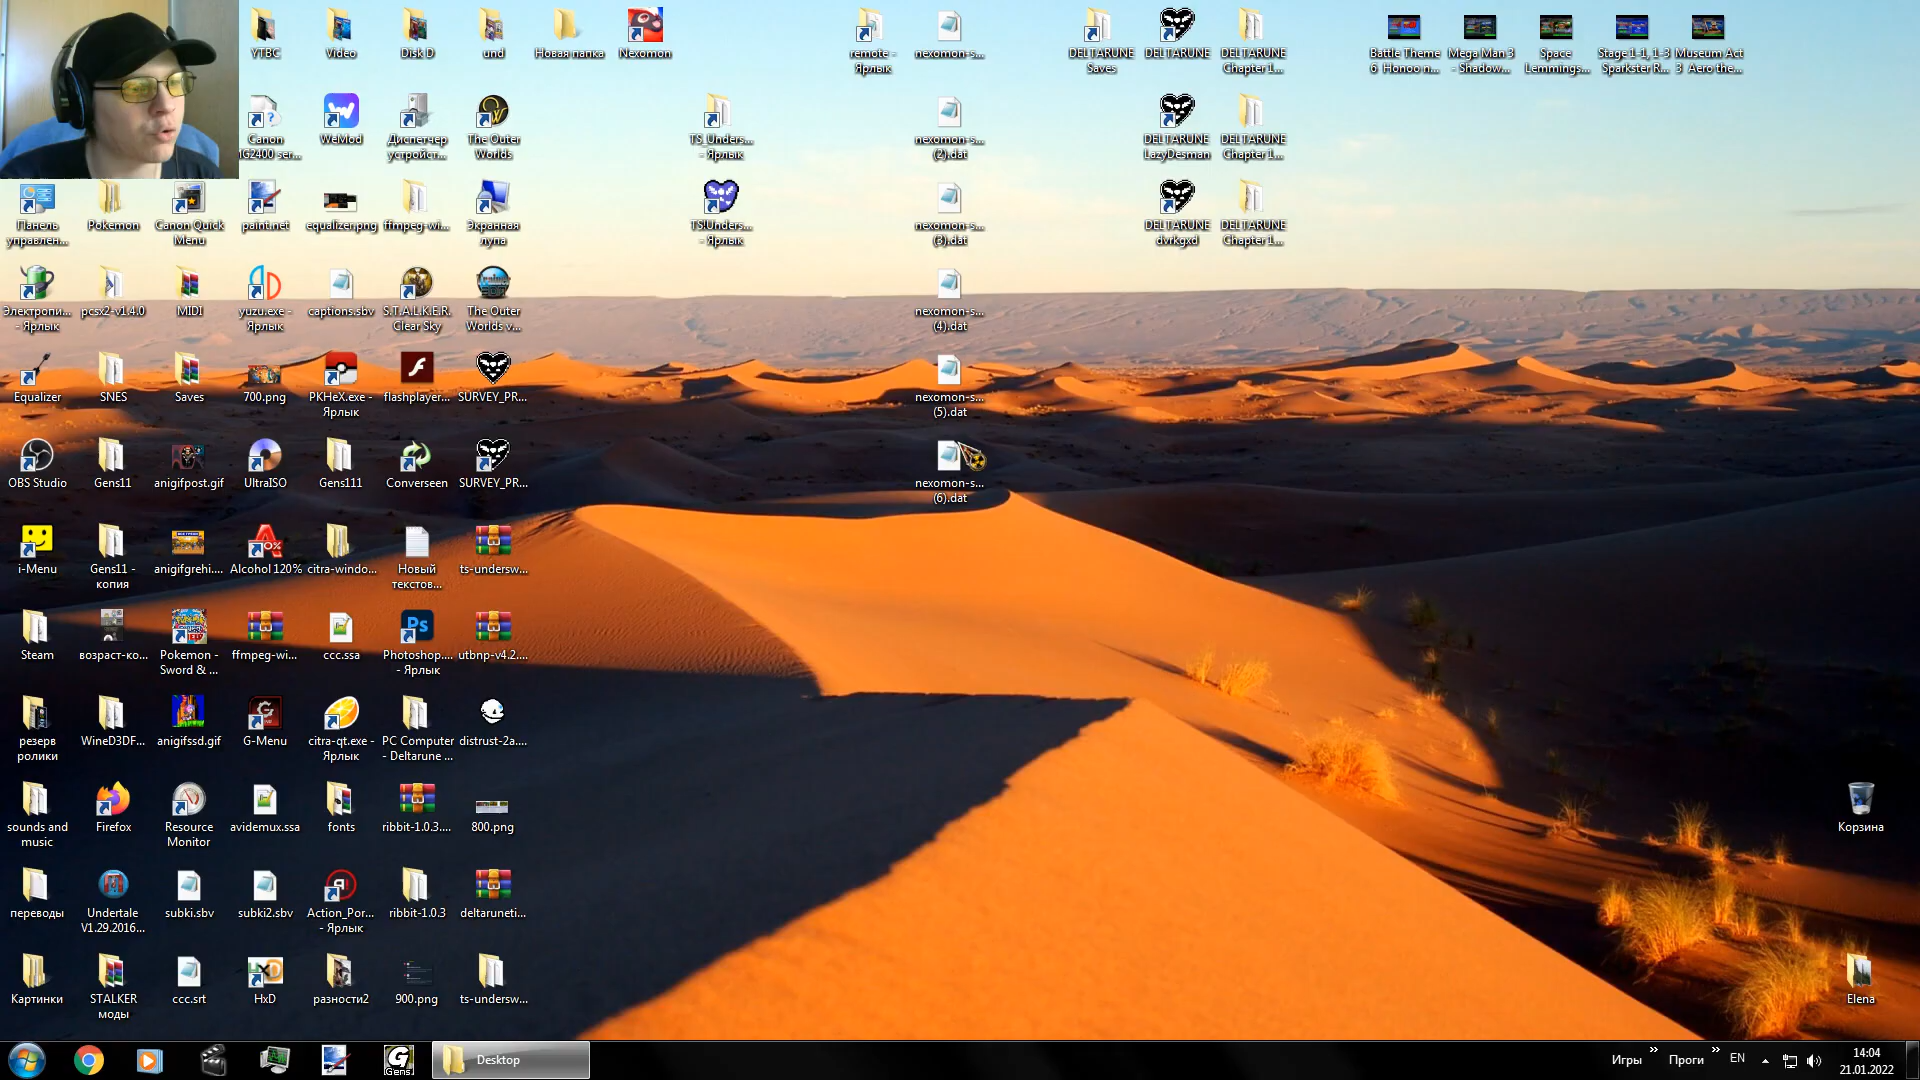 YTBC
Video
Disk D
und
Новая папка
Nexomon
remote -
Ярлык
nexomon-s...
DELTARUNE
Saves
DELTARUNE
DELTARUNE
Chapter 1...
Battle Theme
6 Honoo n...
Mega Man 3
- Shadow...
Space
Lemmings...
Stage 1-1, 1-3
Sparkster R...
Museum Act
3 Aero the...
Canon
MG2400 ser...
WeMod
Диспетчер
устройст...
The Outer
Worlds
TS_Unders...
- Ярлык
nexomon-s...
(2).dat
DELTARUNE
LazyDesman
DELTARUNE
Chapter 1...
Панель
управлен...
Pokemon
Canon Quick
Menu
paint.net
equalizer.png
ffmpeg-wi...
Экранная
лупа
TS!Unders...
- Ярлык
nexomon-s...
(3).dat
DELTARUNE
dvrkgxd
DELTARUNE
Chapter 1...
Электропи...
- Ярлык
pcsx2-v1.4.0
MIDI
yuzu.exe -
Ярлык
captions.sbv
S.T.A.L.K.E.R.
Clear Sky
The Outer
Worlds v...
nexomon-s...
(4).dat
Equalizer
SNES
Saves
700.png
PKHeX.exe -
Ярлык
flashplayer...
SURVEY_PR...
nexomon-s...
(5).dat
OBS Studio
Gens11
anigifpost.gif
UltraISO
Gens111
Converseen
SURVEY_PR...
nexomon-s...
(6).dat
i-Menu
Gens11 -
копия
anigifgrehi....
Alcohol 120%
citra-windo...
Новый
текстов...
ts-undersw...
Steam
возраст-ко...
Pokemon -
Sword & ...
ffmpeg-wi...
ccc.ssa
Ps
Photoshop....
- Ярлык
utbnp-v4.2....
резерв
ролики
WineD3DF...
anigifssd.gif
G-Menu
citra-qt.exe -
Ярлык
PC Computer
- Deltarune ...
distrust-2a....
sounds and
music
Firefox
Resource
Monitor
avidemux.ssa
fonts
ribbit-1.0.3....
800.png
Корзина
переводы
Undertale
V1.29.2016...
subki.sbv
subki2.sbv
Action_Por...
- Ярлык
ribbit-1.0.3
deltaruneti...
Картинки
STALKER
моды
ccc.srt
HxD
разности2
900.png
ts-undersw...
Elena
Gens
Desktop
Игры
Проги
EN
14:04
21.01.2022